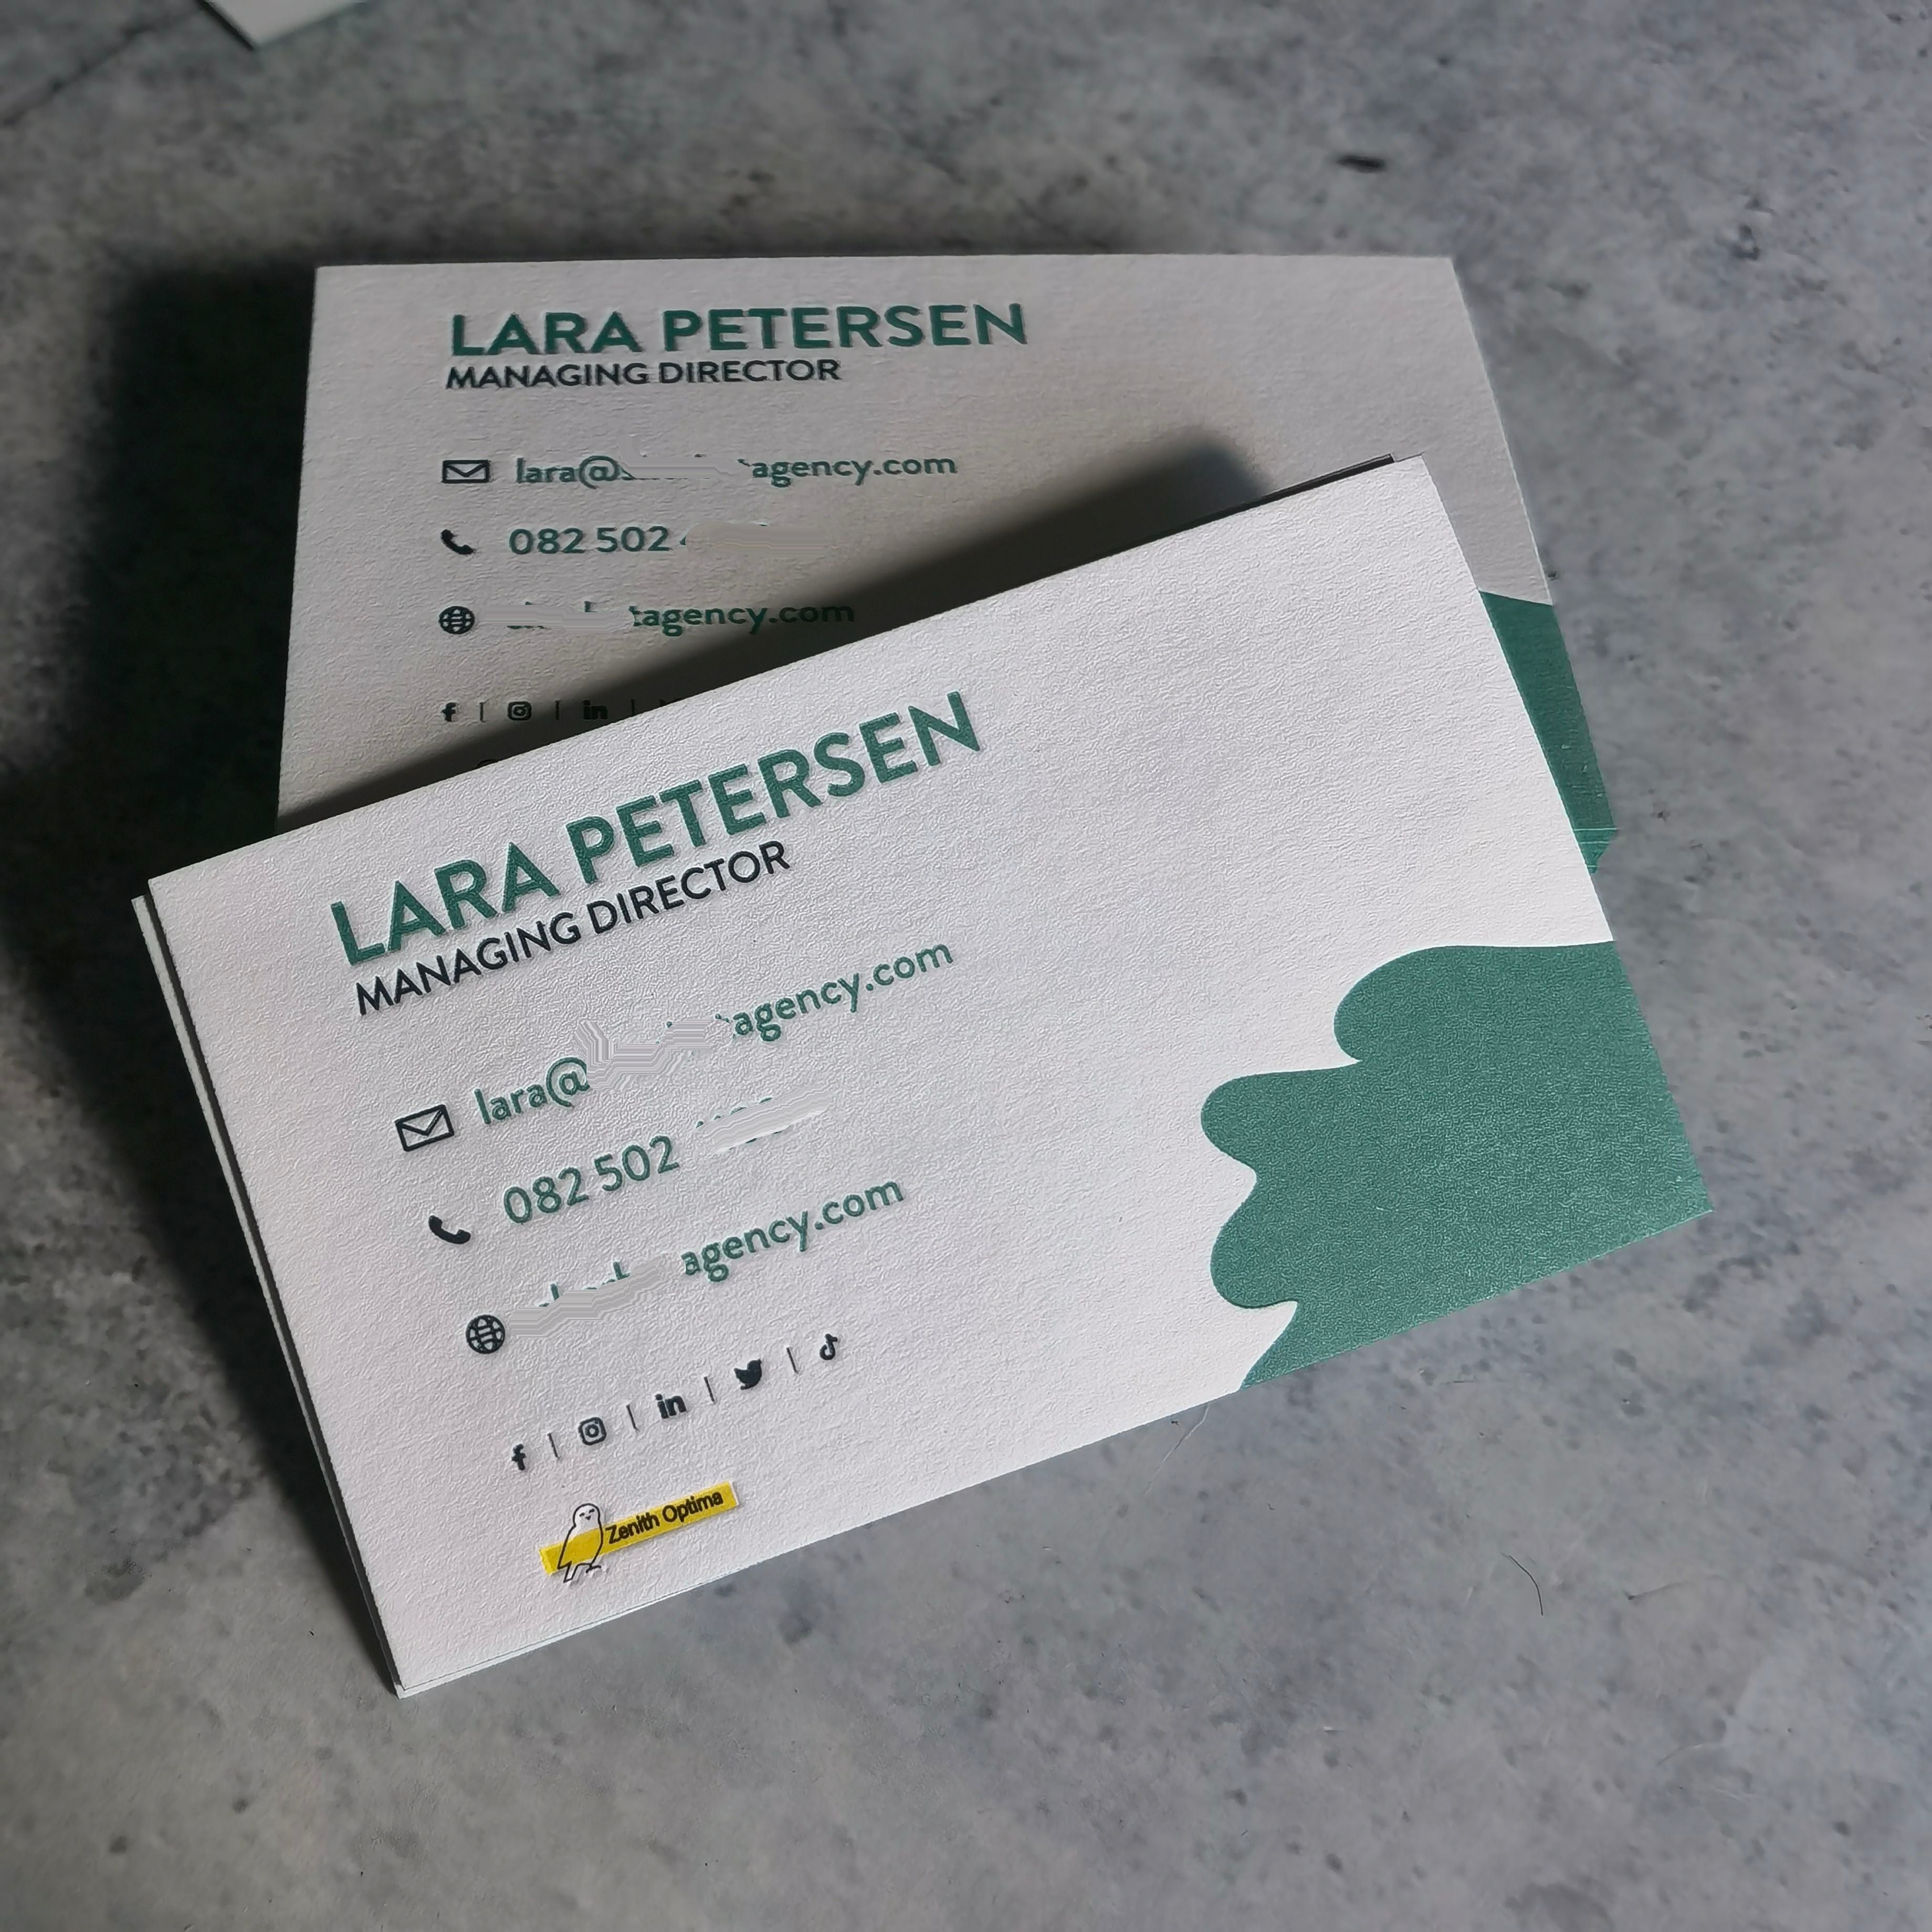 LARA PETERSEN
MANAGING DIRECTOR
lara@ agency.com
082 502
agency.com
LARA PETERSEN
MANAGING DIRECTOR
lara@ agency.com
082 502
agency.com
Zenith Optima